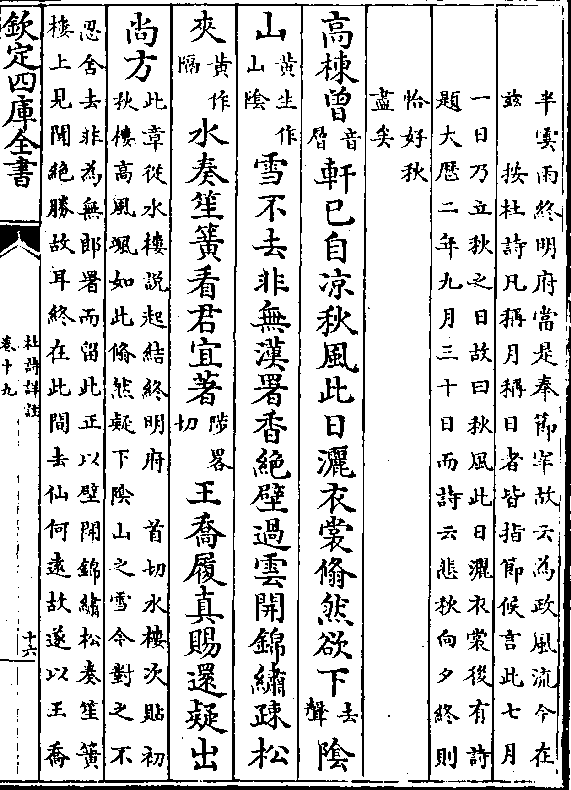 半雲雨終明府當是奉節宰故云為政風流今在
茲　按杜詩凡稱月稱日者皆指節候言此七月
一日乃立秋之日故曰秋風此日灑衣裳後有詩
題大厯二年九月三十日而詩云悲秋向夕終則
恰好秋
盡矣
高棟曾音層軒已自凉秋風此日灑衣裳翛然欲下去聲隂
山黄生作山陰雪不去非無漢署香絶壁過雲開錦繡疎松
夾黄作隔水奏笙簧看君宜著陟畧切王喬履真賜還疑出
尚方此章從水樓說起結終明府　首切水樓次貼初
秋樓高風颯如此翛然疑下陰山之雪今對之不
忍舍去非為無郎署而留此正以壁開錦繡松奏笙簧
樓上見聞絶勝故耳終在此間去仙何遠故遂以王喬
欽定四庫全書
杜詩詳註
卷十九
十六